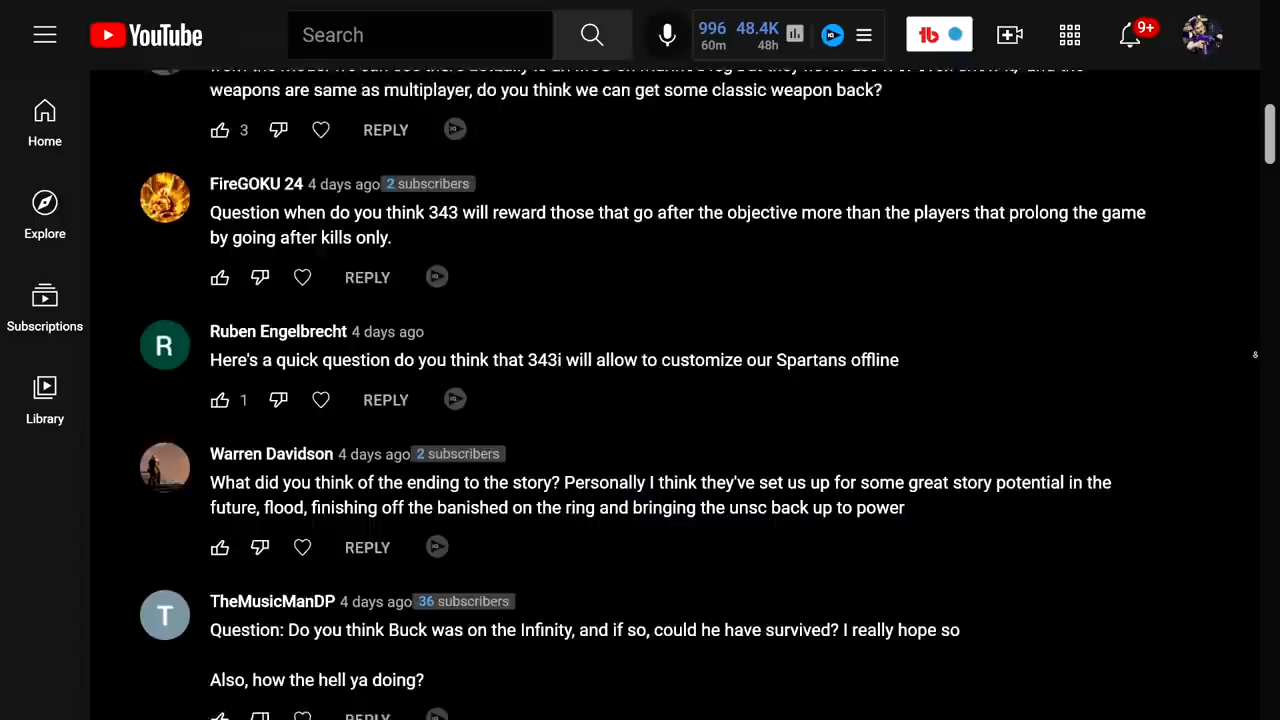 YouTube
Search
996 48.4K
60m 48h
tb
9+
weapons are same as multiplayer, do you think we can get some classic weapon back?
3 REPLY
Home
FireGOKU 24 4 days ago 2 subscribers
Question when do you think 343 will reward those that go after the objective more than the players that prolong the game
by going after kills only.
Explore
REPLY
Subscriptions
Ruben Engelbrecht 4 days ago
R
Here's a quick question do you think that 343i will allow to customize our Spartans offline
1 REPLY
Library
Warren Davidson 4 days ago 2 subscribers
What did you think of the ending to the story? Personally I think they've set us up for some great story potential in the
future, flood, finishing off the banished on the ring and bringing the unsc back up to power
REPLY
TheMusicManDP 4 days ago 36 subscribers
T
Question: Do you think Buck was on the Infinity, and if so, could he have survived? I really hope so
Also, how the hell ya doing?
REPLY